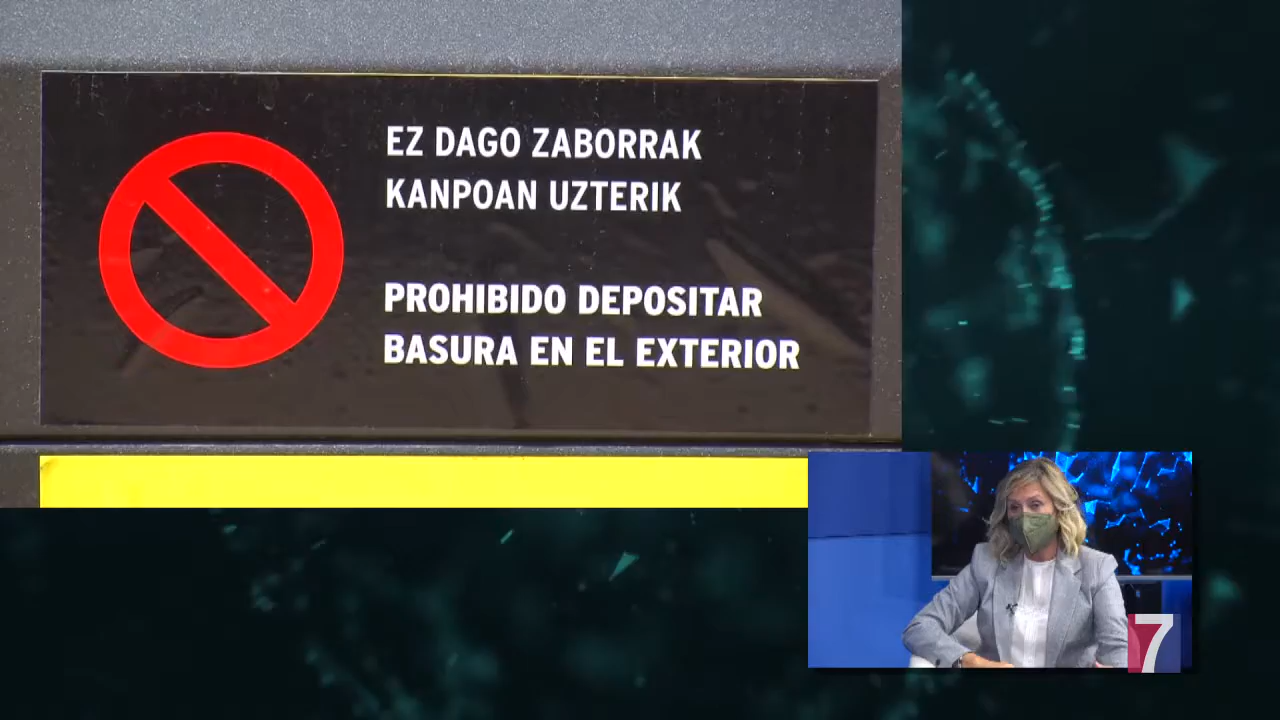 EZ DAGO ZABORRAK
KANPOAN UZTERIK
PROHIBIDO DEPOSITAR
BASURA EN EL EXTERIOR
7